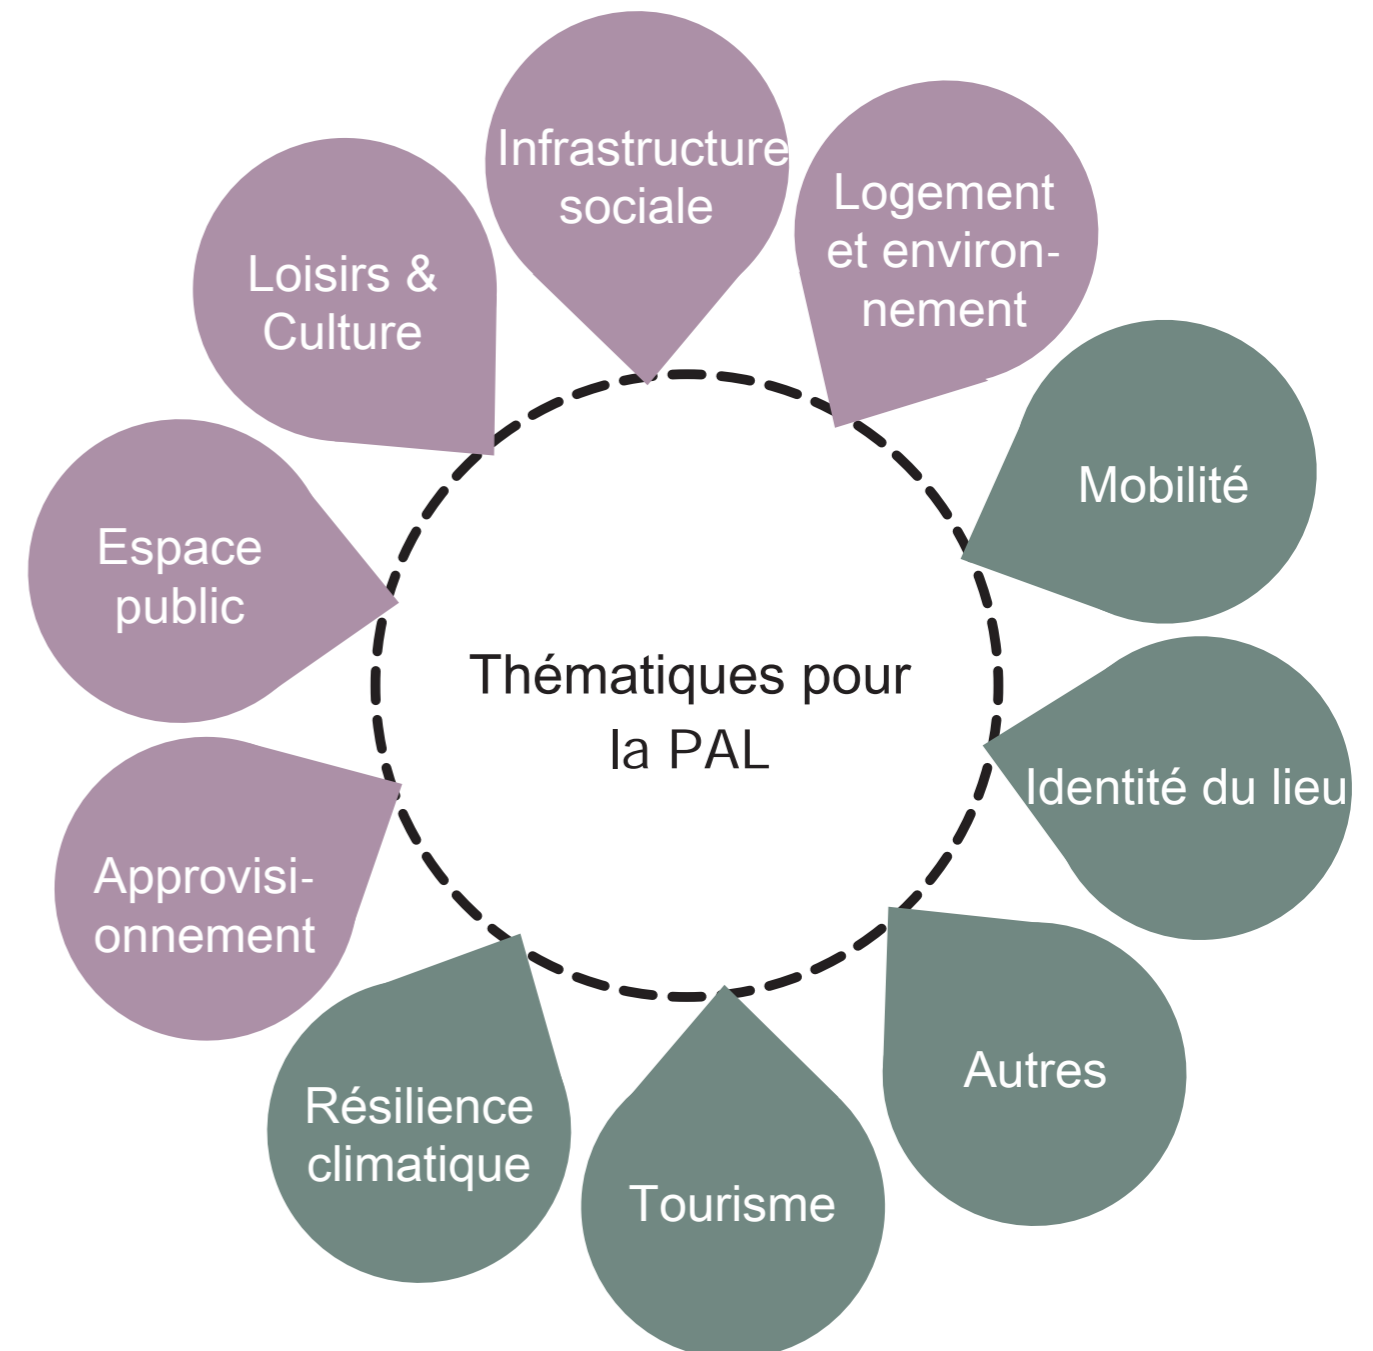 Infrastructure
sociale
Logement
et environ-
nement
Loisirs &
Culture
Mobilité
Espace
public
Thématiques pour
la PAL
Identité du lieu
Approvisi-
onnement
Autres
Résilience
climatique
Tourisme